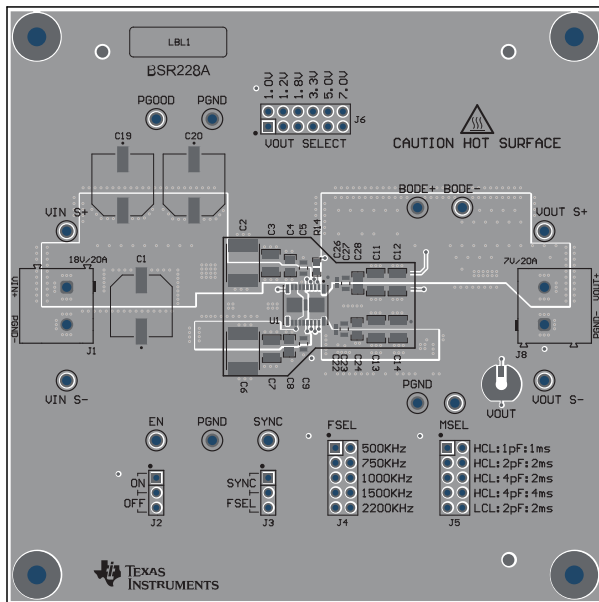 LBL1
BSR228A
PGOOD PGND
1.0V
1.2V
1.8V
3.3V
5.0V
7.0V
J6
VOUT SELECT
CAUTION HOT SURFACE
C19 C20
BODE+ BODE-
VIN S+
VOUT S+
C2
C3
C4
C5
R14
C26
C27
C28
C11
C12
18V/20A
C1
7V/20A
VIN+
PGND-
J1
U1
VOUT+
PGND-
J8
C6
C7
C8
C9
C22
C23
C24
C13
C14
VIN S-
PGND
VOUT
VOUT S-
EN PGND SYNC
FSEL
MSEL
ON
OFF
J2
SYNC
FSEL
J3
500KHz
750KHz
1000KHz
1500KHz
2200KHz
J4
HCL:1pF:1ms
HCL:2pF:2ms
HCL:4pF:2ms
HCL:4pF:4ms
LCL:2pF:2ms
J5
TEXAS
INSTRUMENTS